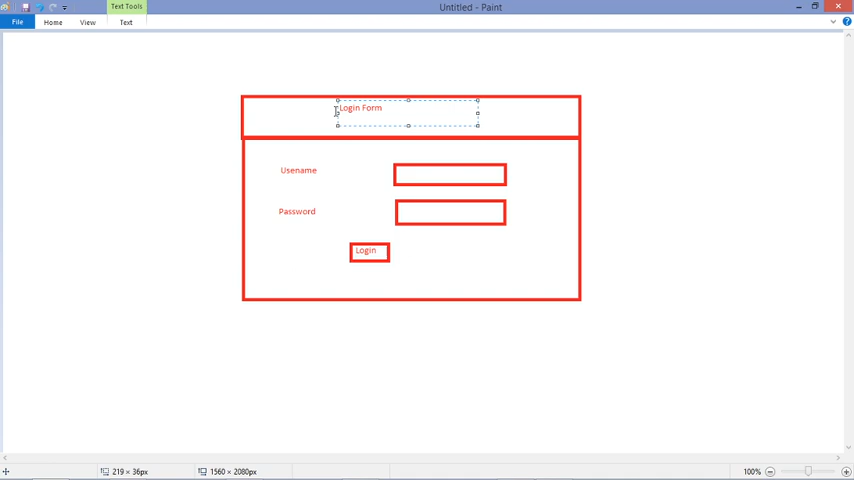 Text Tools
Untitled - Paint
File
Home
View
Text
Login Form
Usename
Password
Login
219 × 36px
1560 × 2080px
100%